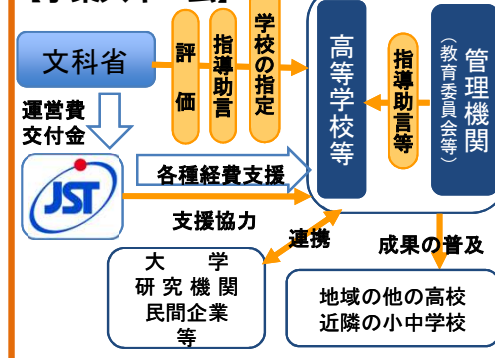 文科省
評価
指導助言
学校の指定
高等学校等
指導助言等
管理機関
（教育委員会等）
運営費
交付金
JST
各種経費支援
支援協力
連携
成果の普及
大　　学
研究機関
民間企業
等
地域の他の高校
近隣の小中学校